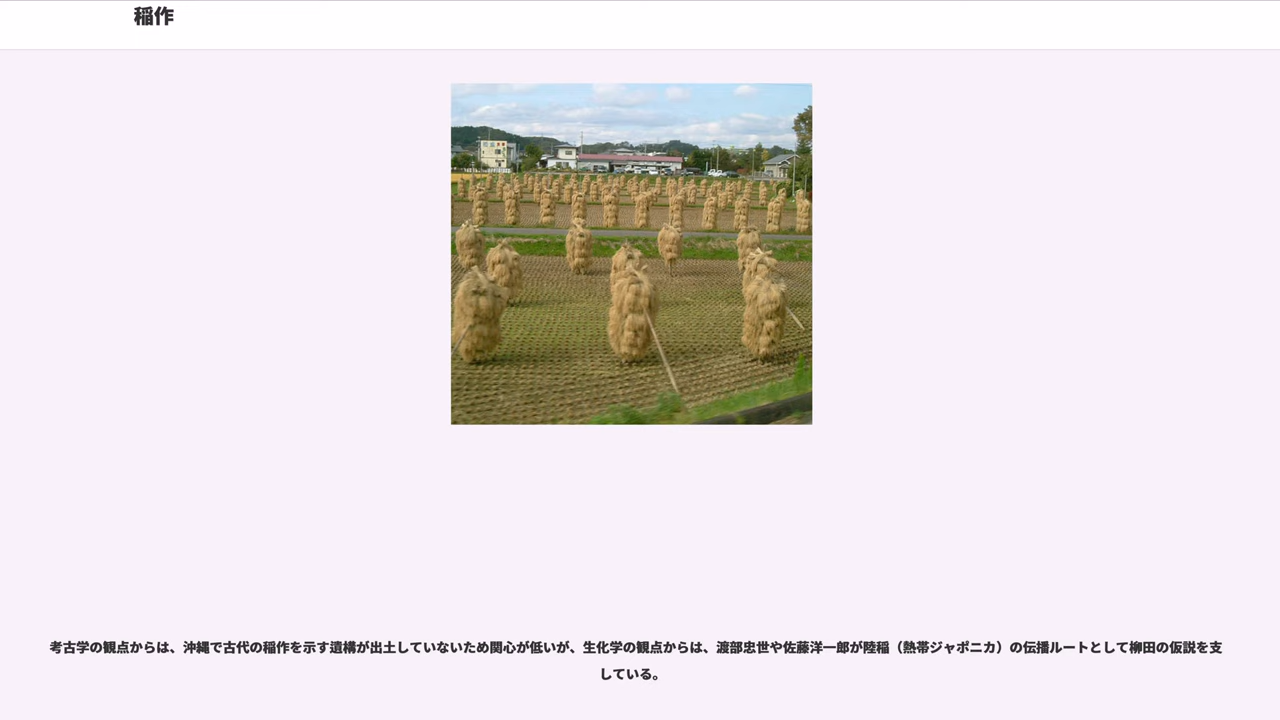 稲作
考古学の観点からは、沖縄で古代の稲作を示す遺構が出土していないため関心が低いが、生化学の観点からは、渡部忠世や佐藤洋一郎が陸稲（熱帯ジャポニカ）の伝播ルートとして柳田の仮説を支
している。